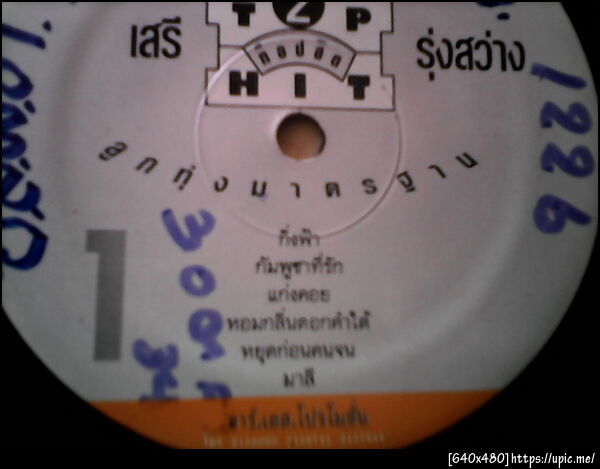 TOP
2
เสรี
ท็อปฮิต
รุ่งสว่าง
HIT
1226
ลูกทุ่งมาตรฐาน
1
กิ่งฟ้า
กัมพูชาที่รัก
แก่งคอย
หอมกลิ่นดอกคำใต้
หยุดก่อนคนจน
มาลี
34
อาร์.เอส.โปรโมชั่น
[640x480]https://upic.me/